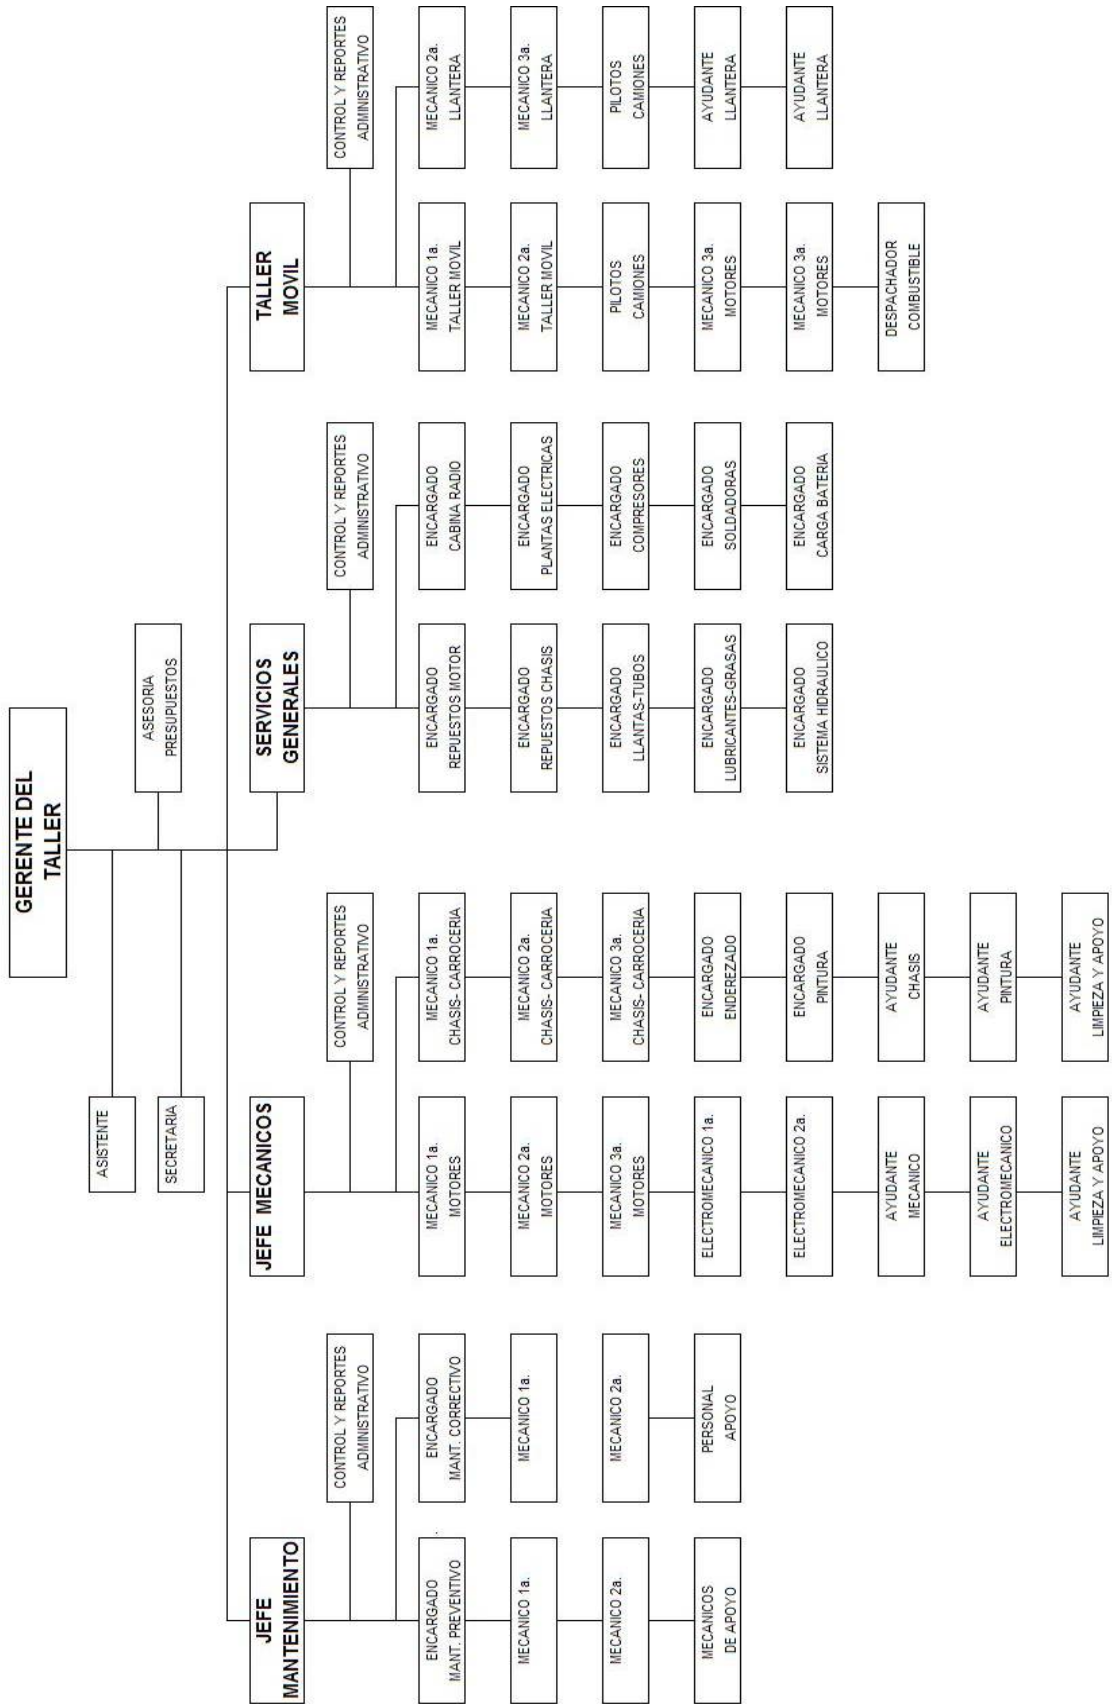 GERENTE DEL
TALLER
ASISTENTE
ASESORIA
PRESUPUESTOS
SECRETARIA
JEFE
MANTENIMIENTO
JEFE MECANICOS
SERVICIOS
GENERALES
TALLER
MOVIL
CONTROL Y REPORTES
ADMINISTRATIVO
CONTROL Y REPORTES
ADMINISTRATIVO
CONTROL Y REPORTES
ADMINISTRATIVO
CONTROL Y REPORTES
ADMINISTRATIVO
ENCARGADO
MANT. PREVENTIVO
MECANICO 1a.
MECANICO 2a.
MECANICOS
DE APOYO
ENCARGADO
MANT. CORRECTIVO
MECANICO 1a.
MECANICO 2a.
PERSONAL
APOYO
MECANICO 1a.
MOTORES
MECANICO 2a.
MOTORES
MECANICO 3a.
MOTORES
ELECTROMECANICO 1a.
ELECTROMECANICO 2a.
AYUDANTE
MECANICO
AYUDANTE
ELECTROMECANICO
AYUDANTE
LIMPIEZA Y APOYO
MECANICO 1a.
CHASIS- CARROCERIA
MECANICO 2a.
CHASIS- CARROCERIA
MECANICO 3a.
CHASIS- CARROCERIA
ENCARGADO
ENDEREZADO
ENCARGADO
PINTURA
AYUDANTE
CHASIS
AYUDANTE
PINTURA
AYUDANTE
LIMPIEZA Y APOYO
ENCARGADO
REPUESTOS MOTOR
ENCARGADO
REPUESTOS CHASIS
ENCARGADO
LLANTAS-TUBOS
ENCARGADO
LUBRICANTES-GRASAS
ENCARGADO
SISTEMA HIDRAULICO
ENCARGADO
CABINA RADIO
ENCARGADO
PLANTAS ELECTRICAS
ENCARGADO
COMPRESORES
ENCARGADO
SOLDADORAS
ENCARGADO
CARGA BATERIA
MECANICO 1a.
TALLER MOVIL
MECANICO 2a.
TALLER MOVIL
PILOTOS
CAMIONES
MECANICO 3a.
MOTORES
MECANICO 3a.
MOTORES
DESPACHADOR
COMBUSTIBLE
MECANICO 2a.
LLANTERA
MECANICO 3a.
LLANTERA
PILOTOS
CAMIONES
AYUDANTE
LLANTERA
AYUDANTE
LLANTERA